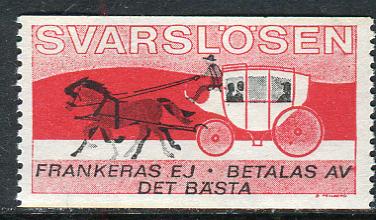 SVARSLÖSEN
FRANKERAS EJ · BETALAS AV
DET BÄSTA